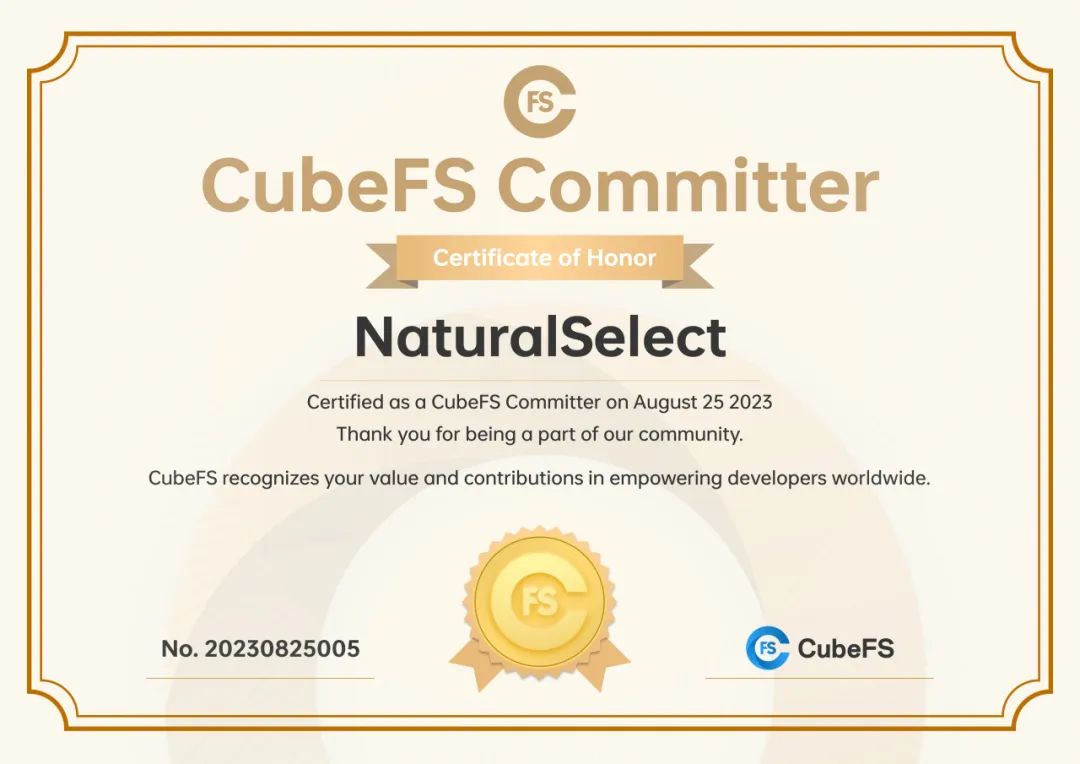 FS
CubeFS Committer
Certificate of Honor
NaturalSelect
Certified as a CubeFS Committer on August 25 2023
Thank you for being a part of our community.
CubeFS recognizes your value and contributions in empowering developers worldwide.
FS
No. 20230825005
FS CubeFS